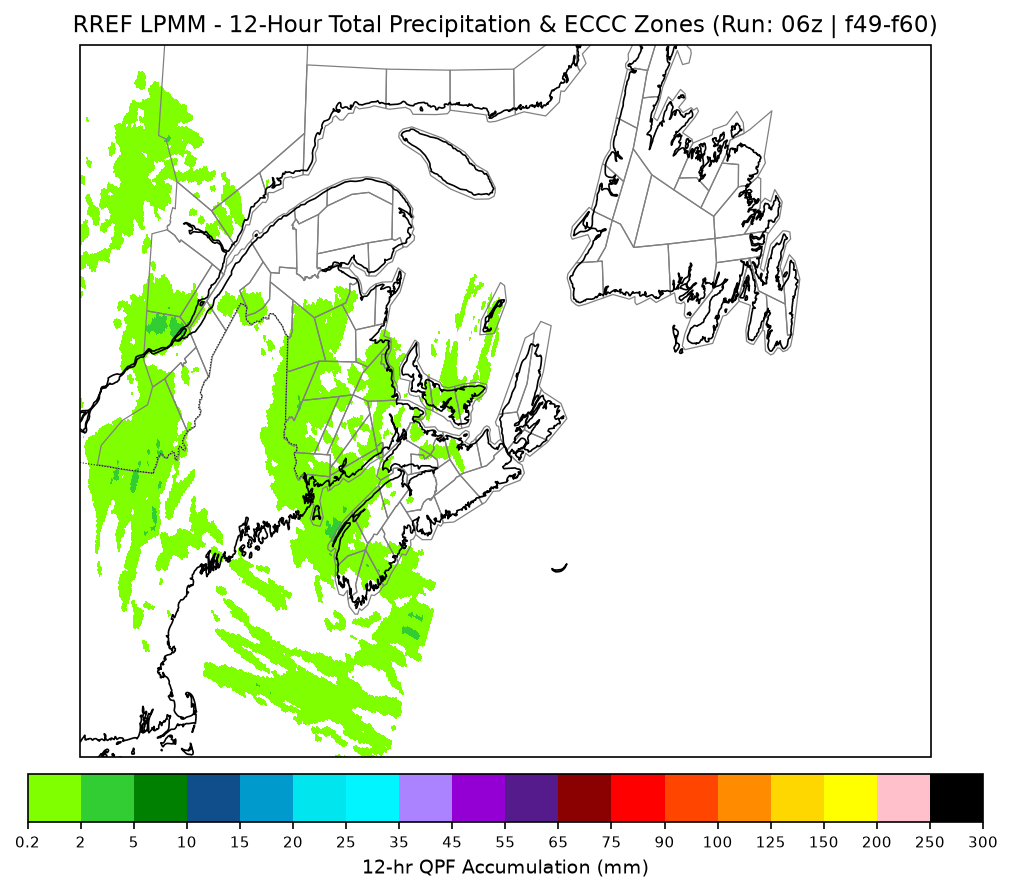 RREF LPMM - 12-Hour Total Precipitation & ECCC Zones (Run: 06z | f49-f60)
0.2 2 5 10 15 20 25 35 45 55 65 75 90 100 125 150 200 250 300
12-hr QPF Accumulation (mm)